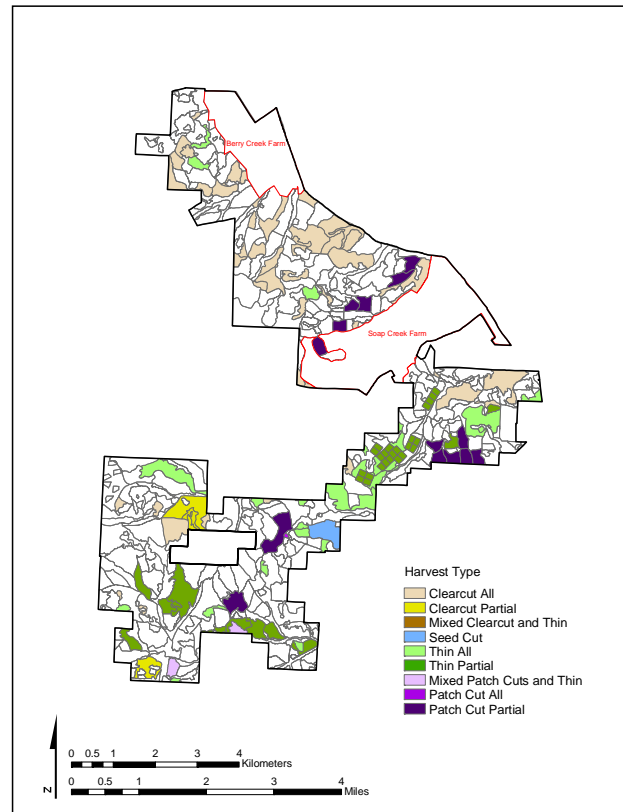 Berry Creek Farm
Soap Creek Farm
Harvest Type
Clearcut All
Clearcut Partial
Mixed Clearcut and Thin
Seed Cut
Thin All
Thin Partial
Mixed Patch Cuts and Thin
Patch Cut All
Patch Cut Partial
N
0 0.5 1 2 3 4
Kilometers
0 0.5 1 2 3 4
Miles